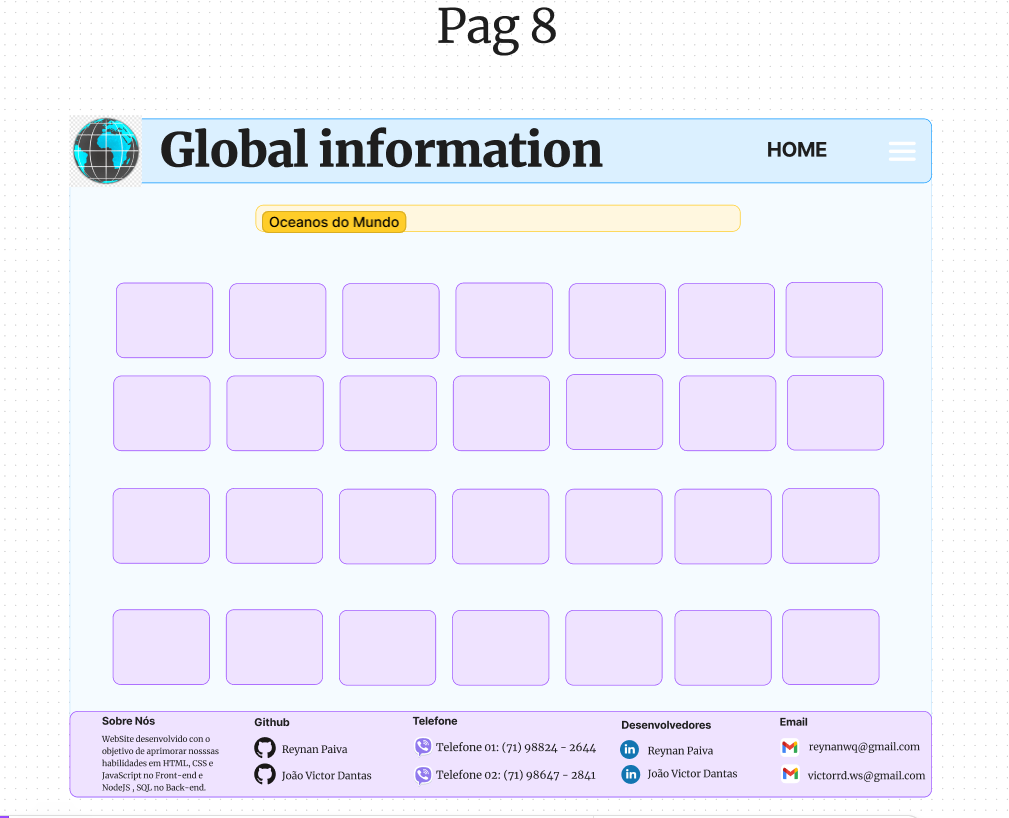 Pag 8
Global information
HOME
Oceanos do Mundo
Sobre Nós
WebSite desenvolvido con o
objetivo de aprimorar nosssas
habilidades em HTML, CSS e
JavaScript no Front-end e
NodeJS , SQL no Back-end.
Github
Reynan Paiva
João Victor Dantas
Telefone
Telefone 01: (71) 98824 - 2644
Telefone 02: (71) 98647 - 2841
Desenvolvedores
in Reynan Paiva
in João Victor Dantas
Email
reynanwq@gmail.com
victorrd.ws@gmail.com